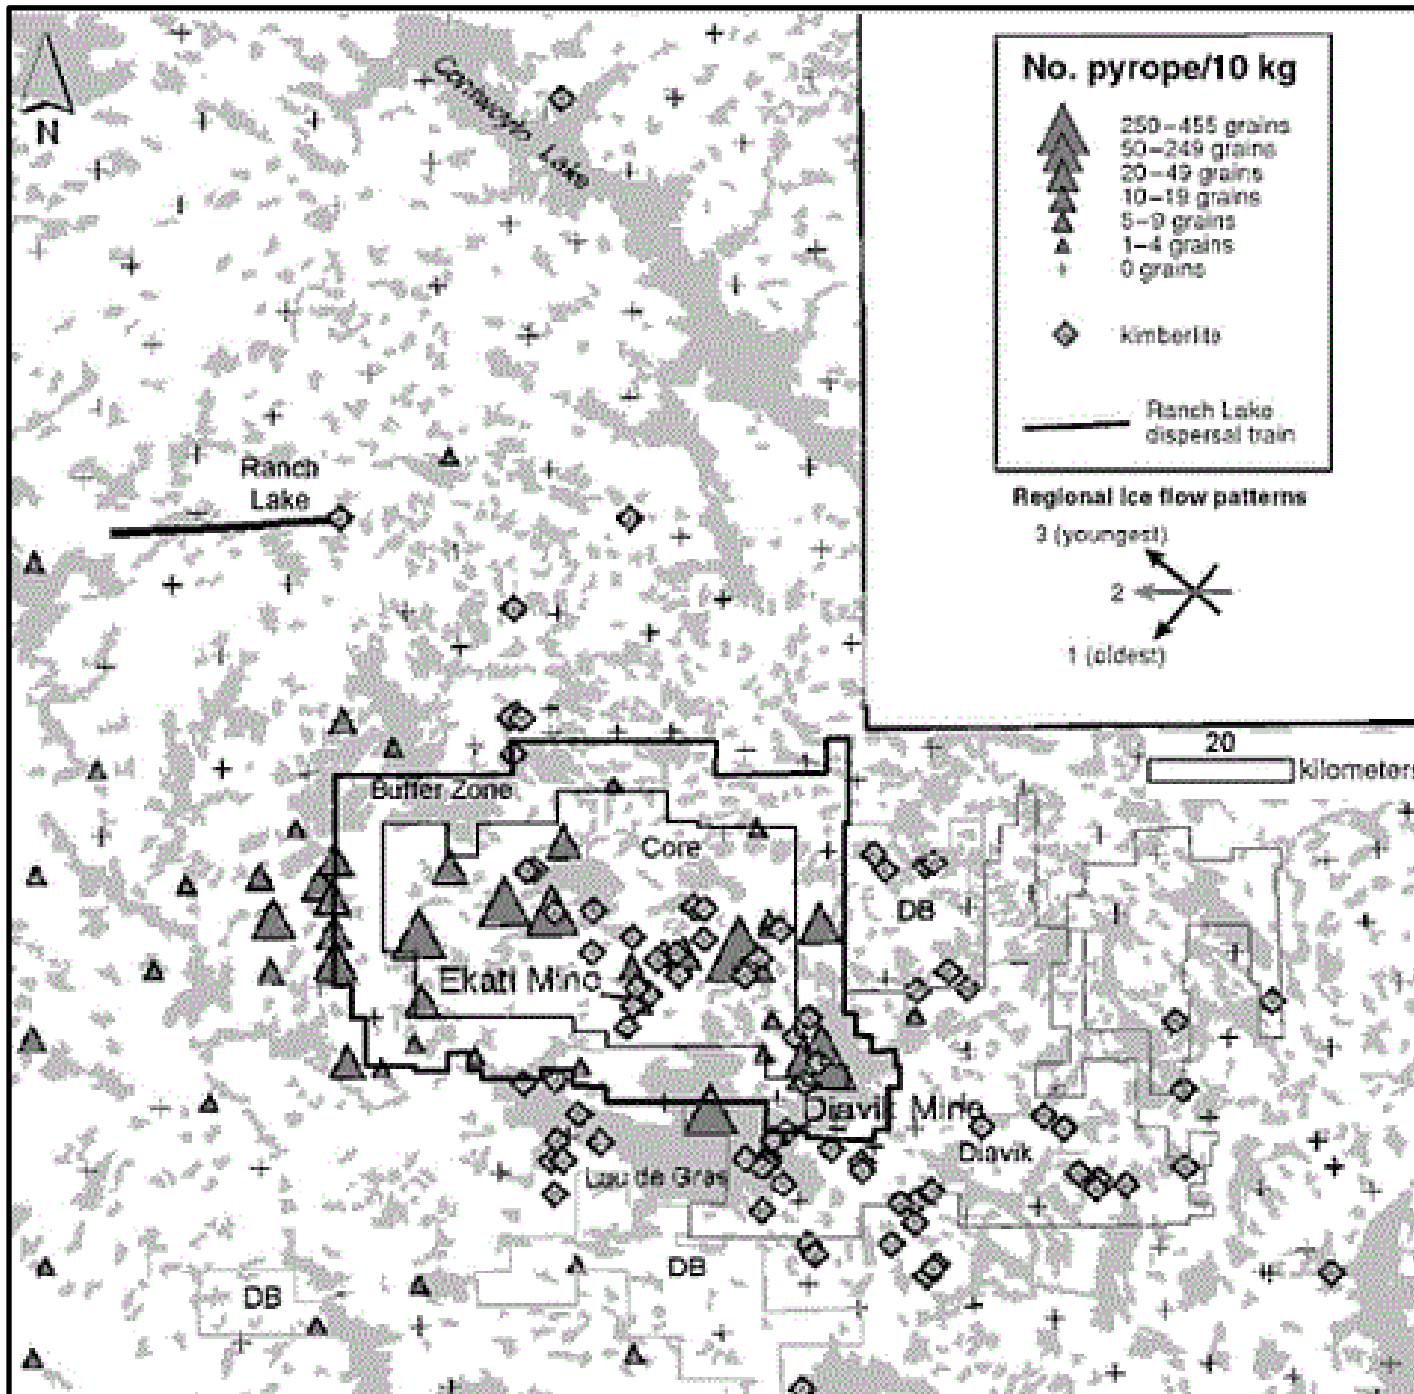 N
Contwoyto Lake
No. pyrope/10 kg
250–455 grains
50–249 grains
20–49 grains
10–19 grains
5–9 grains
1–4 grains
0 grains
kimberlite
Ranch Lake
dispersal train
Regional Ice flow patterns
3 (youngest)
2
1 (oldest)
Ranch
Lake
20
kilometers
Buffer Zone
Core
DB
Ekati Mine
Diavik Mine
Diavik
Lac de Gras
DB
DB